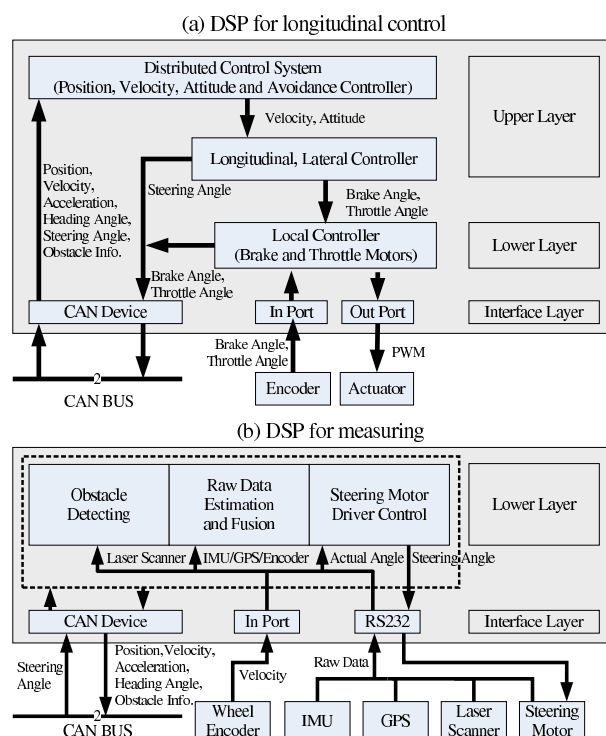 (a) DSP for longitudinal control
Distributed Control System
(Position, Velocity, Attitude and Avoidance Controller)
Upper Layer
Velocity, Attitude
Longitudinal, Lateral Controller
Position,
Velocity,
Acceleration,
Heading Angle,
Steering Angle,
Obstacle Info.
Steering Angle
Brake Angle,
Throttle Angle
Local Controller
(Brake and Throttle Motors)
Lower Layer
Brake Angle,
Throttle Angle
CAN Device
In Port
Out Port
Interface Layer
Brake Angle,
Throttle Angle
PWM
2
CAN BUS
Encoder
Actuator
(b) DSP for measuring
Obstacle
Detecting
Raw Data
Estimation
and Fusion
Steering Motor
Driver Control
Lower Layer
Laser Scanner
IMU/GPS/Encoder
Actual Angle
Steering Angle
CAN Device
In Port
RS232
Interface Layer
Steering
Angle
Position,Velocity,
Acceleration,
Heading Angle,
Obstacle Info.
Velocity
Raw Data
2
CAN BUS
Wheel
Encoder
IMU
GPS
Laser
Scanner
Steering
Motor